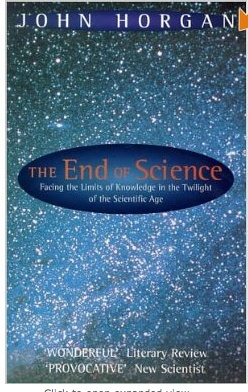 JOHN HORGAN
THE End OF Science
Facing the Limits of Knowledge in the Twilight
of the Scientific Age
'WONDERFUL' Literary Review
'PROVOCATIVE' New Scientist
Click to open expanded view